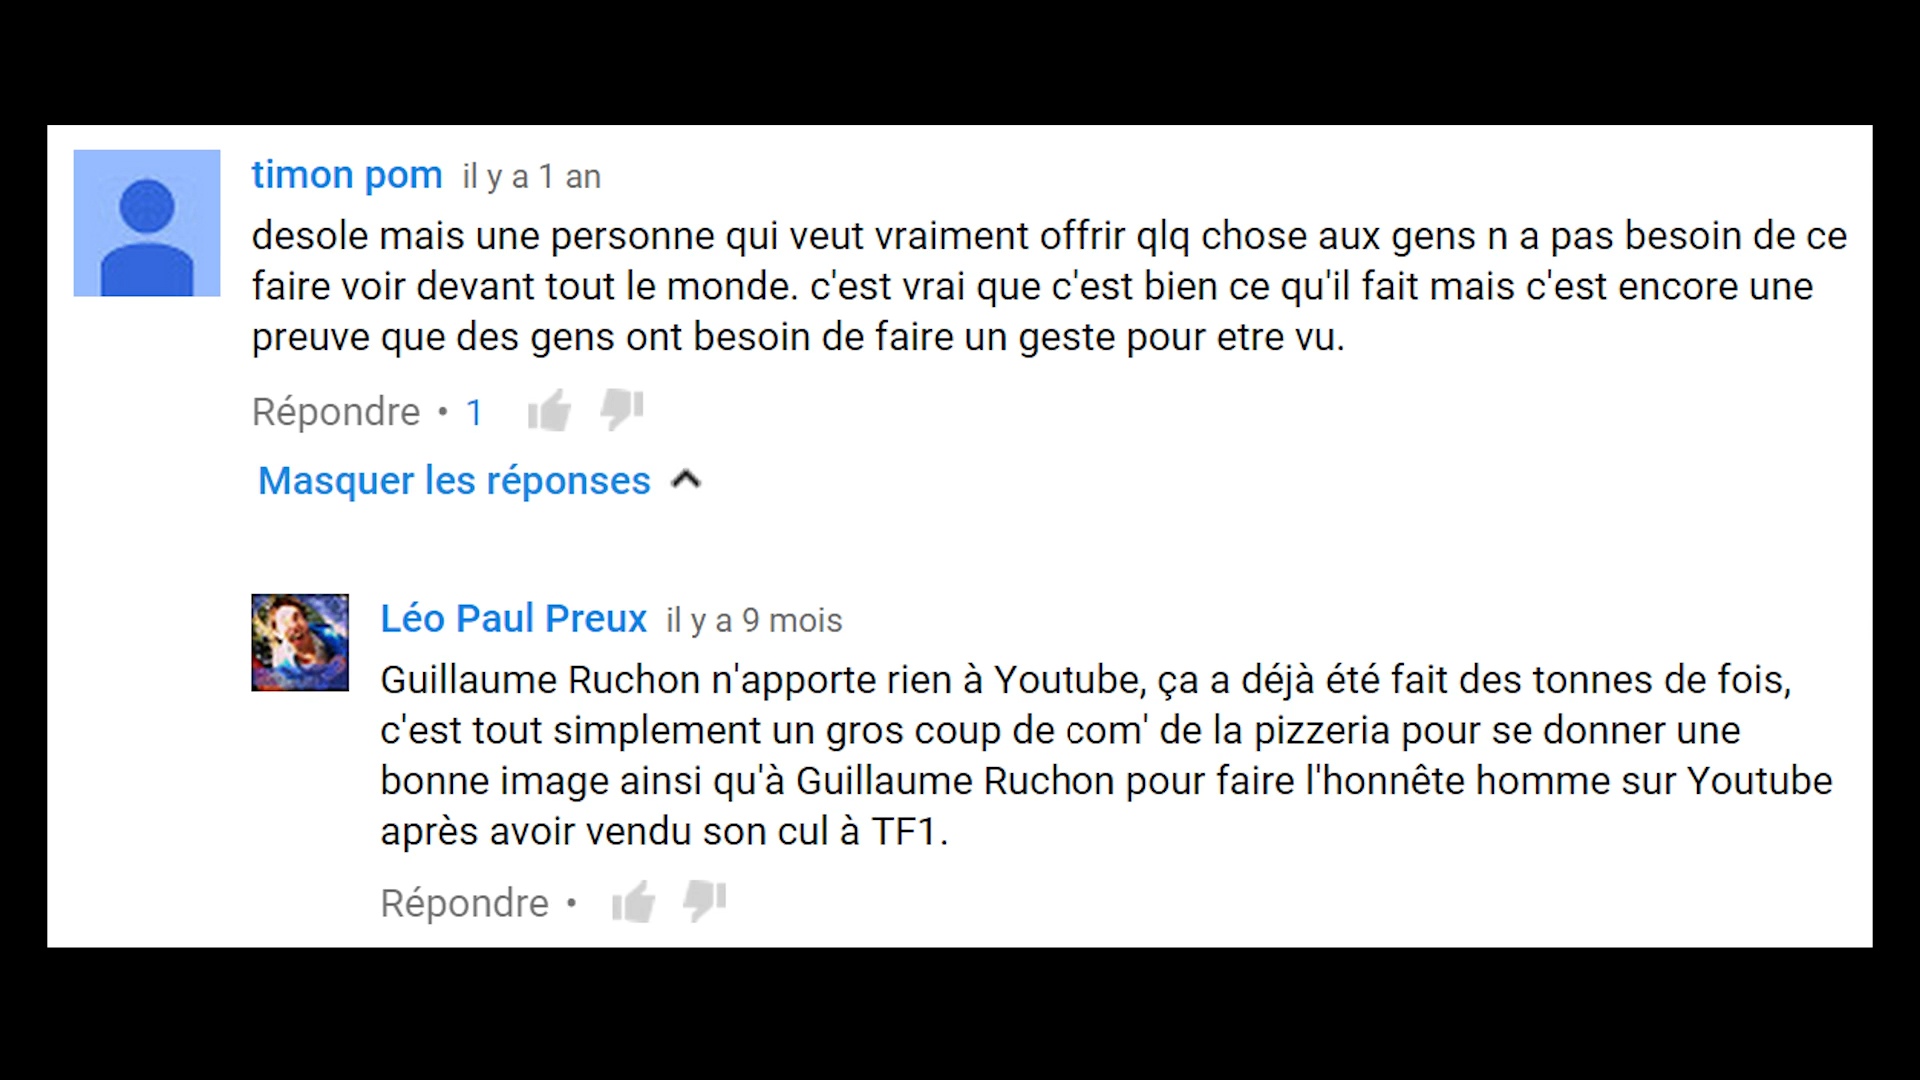 timon pom il y a 1 an
desole mais une personne qui veut vraiment offrir qlq chose aux gens n a pas besoin de ce
faire voir devant tout le monde. c'est vrai que c'est bien ce qu'il fait mais c'est encore une
preuve que des gens ont besoin de faire un geste pour etre vu.
Répondre • 1
Masquer les réponses
Léo Paul Preux il y a 9 mois
Guillaume Ruchon n'apporte rien à Youtube, ça a déjà été fait des tonnes de fois,
c'est tout simplement un gros coup de com' de la pizzeria pour se donner une
bonne image ainsi qu'à Guillaume Ruchon pour faire l'honnête homme sur Youtube
après avoir vendu son cul à TF1.
Répondre •